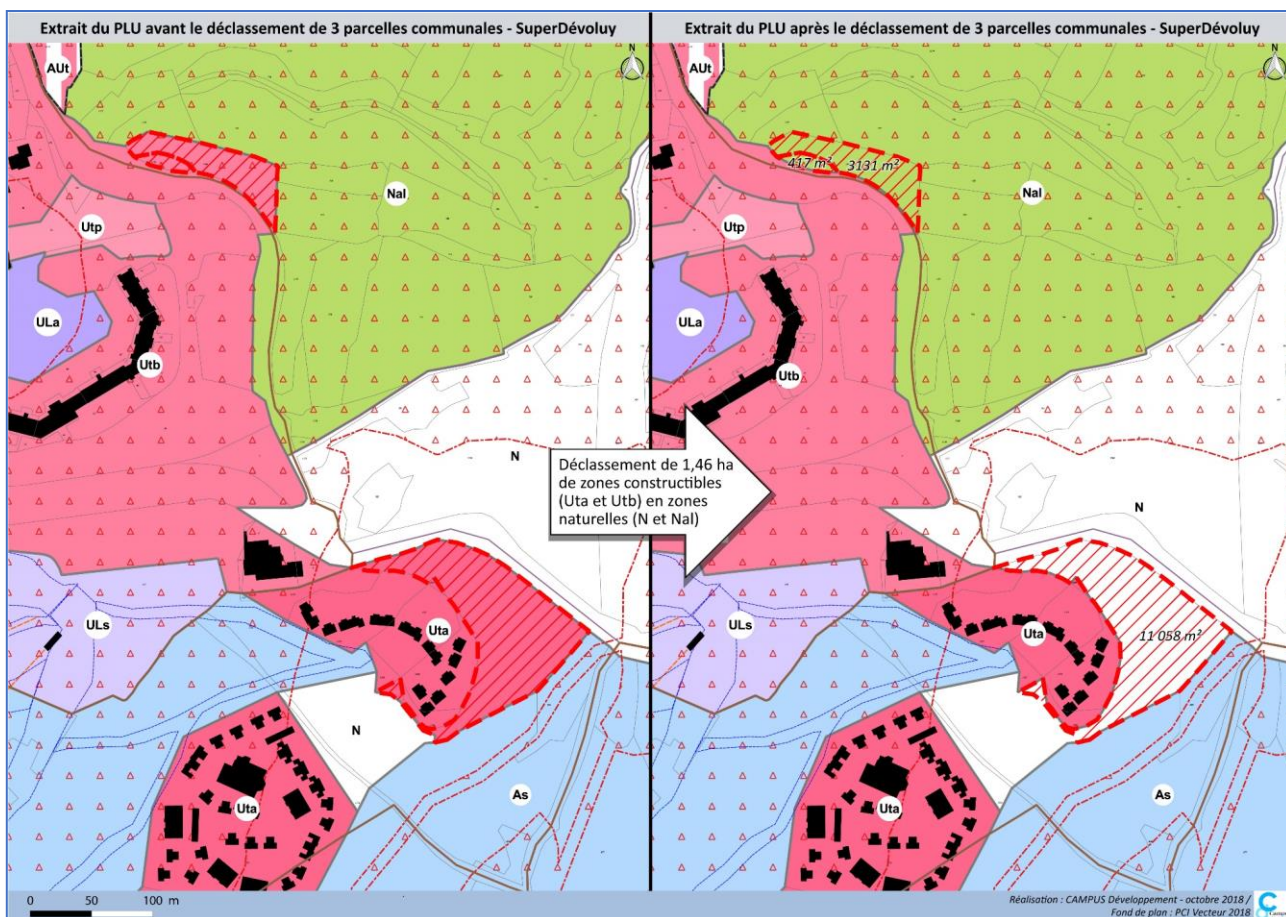 Extrait du PLU avant le déclassement de 3 parcelles communales - SuperDévoluy
AUt
N
Nal
Utp
ULa
Utb
N
Uta
ULs
N
Uta
As
0 50 100 m
Extrait du PLU après le déclassement de 3 parcelles communales - SuperDévoluy
AUt
N
417 m²
3131 m²
Nal
Utp
ULa
Utb
Déclassement de 1,46 ha
de zones constructibles
(Uta et Utb) en zones
naturelles (N et Nal)
N
Uta
11 058 m²
ULs
N
Uta
As
Réalisation : CAMPUS Développement - octobre 2018 /
Fond de plan : PCI Vecteur 2018